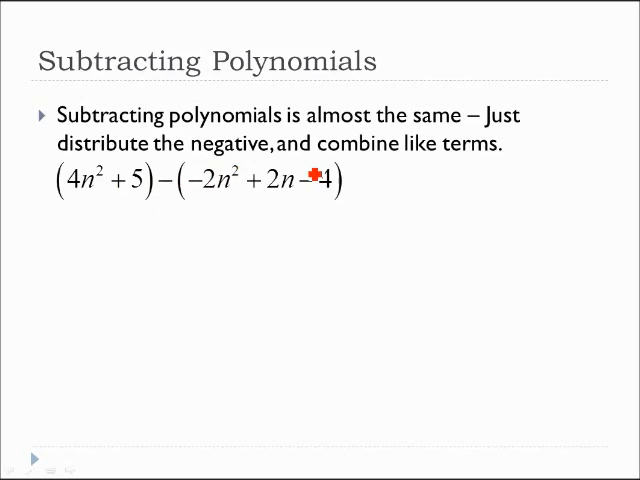 Subtracting Polynomials
Subtracting polynomials is almost the same – Just
distribute the negative, and combine like terms.
(4n² + 5) − (−2n² + 2n − 4)